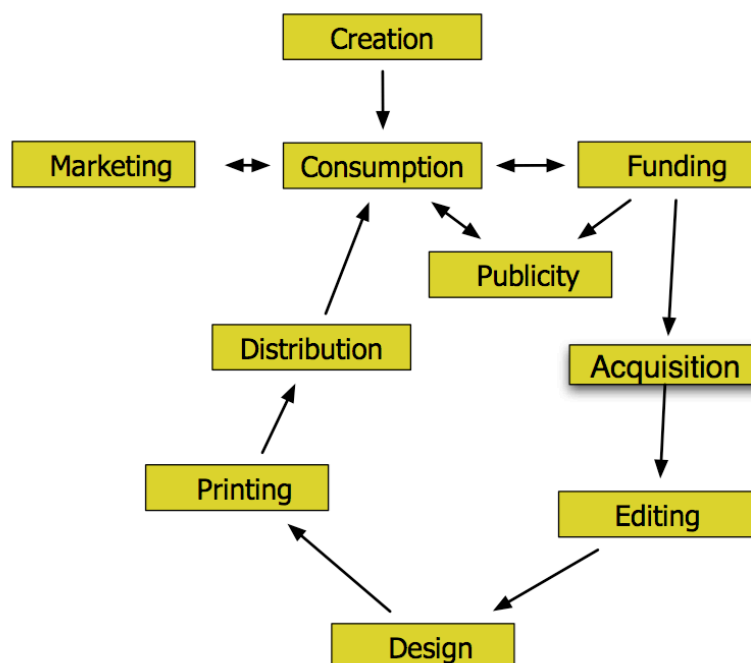 Creation
Marketing
Consumption
Funding
Publicity
Distribution
Acquisition
Printing
Editing
Design